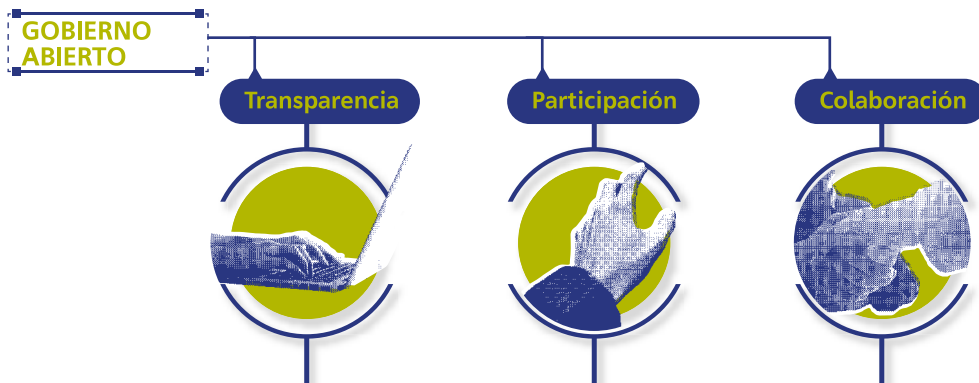 GOBIERNO
ABIERTO
Transparencia
Participación
Colaboración